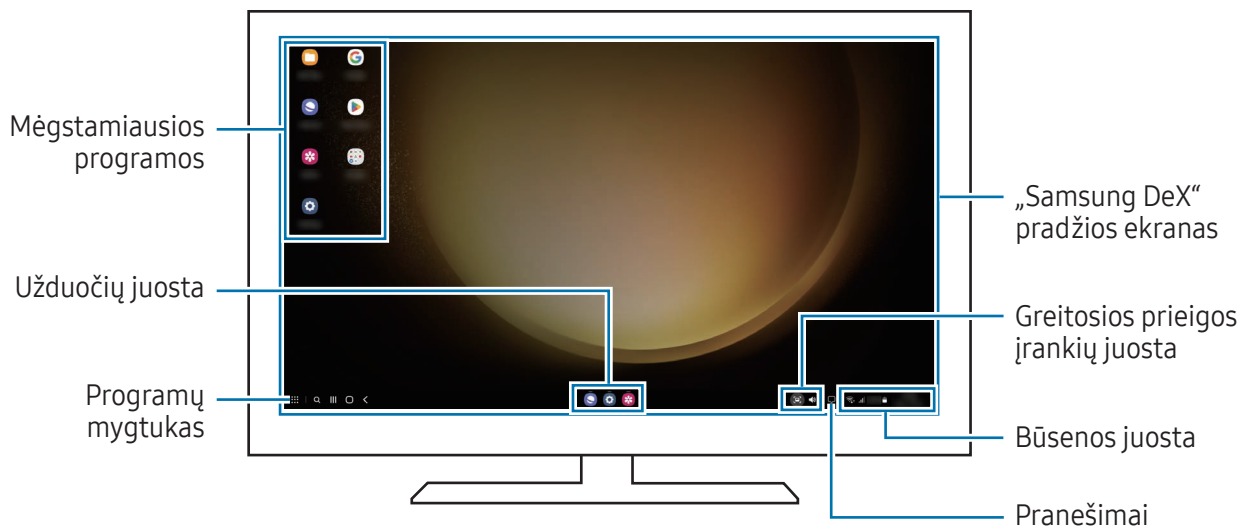 Mėgstamiausios
programos
Užduočių juosta
Programų
mygtukas
„Samsung DeX“
pradžios ekranas
Greitosios prieigos
įrankių juosta
Būsenos juosta
Pranešimai